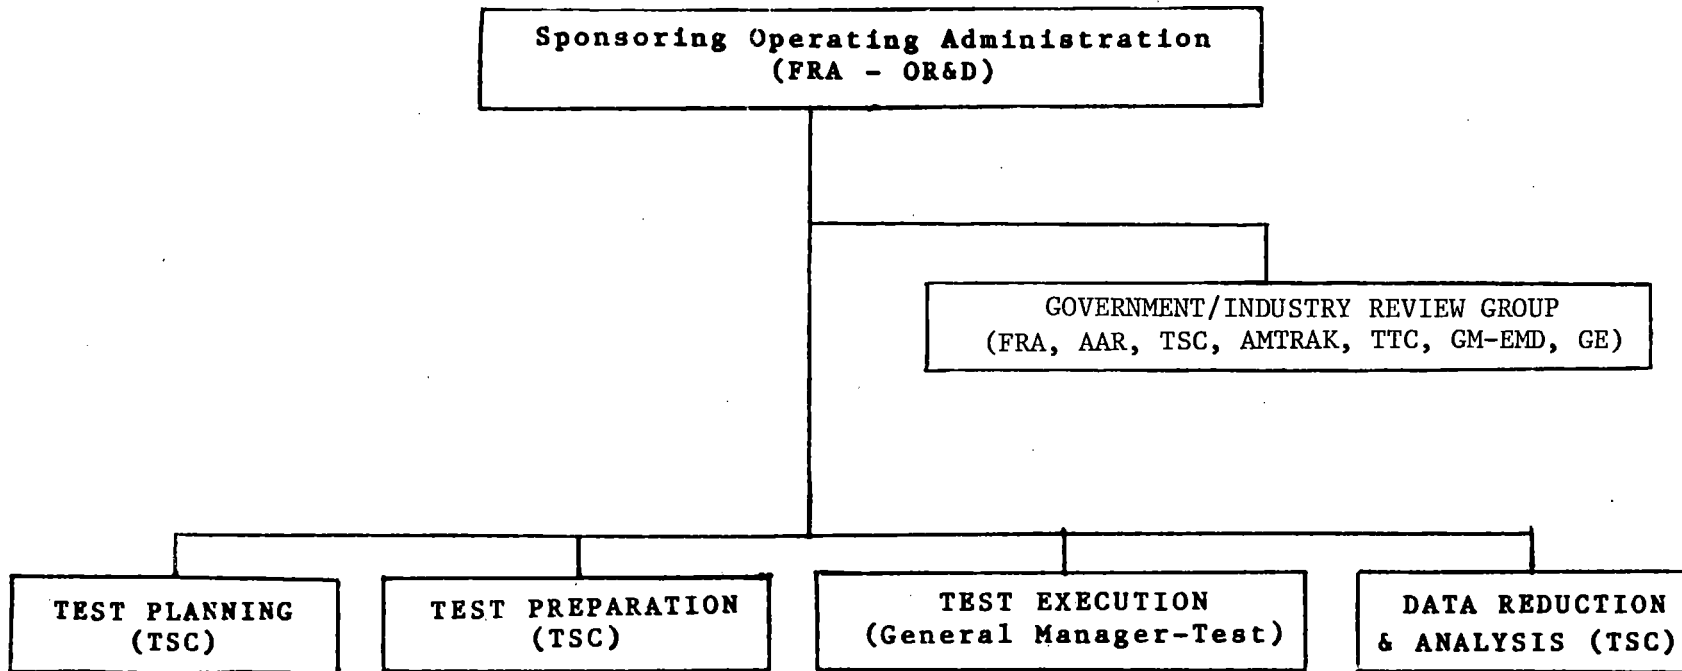 Sponsoring Operating Administration
(FRA - OR&D)
GOVERNMENT/INDUSTRY REVIEW GROUP
(FRA, AAR, TSC, AMTRAK, TTC, GM-EMD, GE)
TEST PLANNING
(TSC)
TEST PREPARATION
(TSC)
TEST EXECUTION
(General Manager-Test)
DATA REDUCTION
& ANALYSIS (TSC)